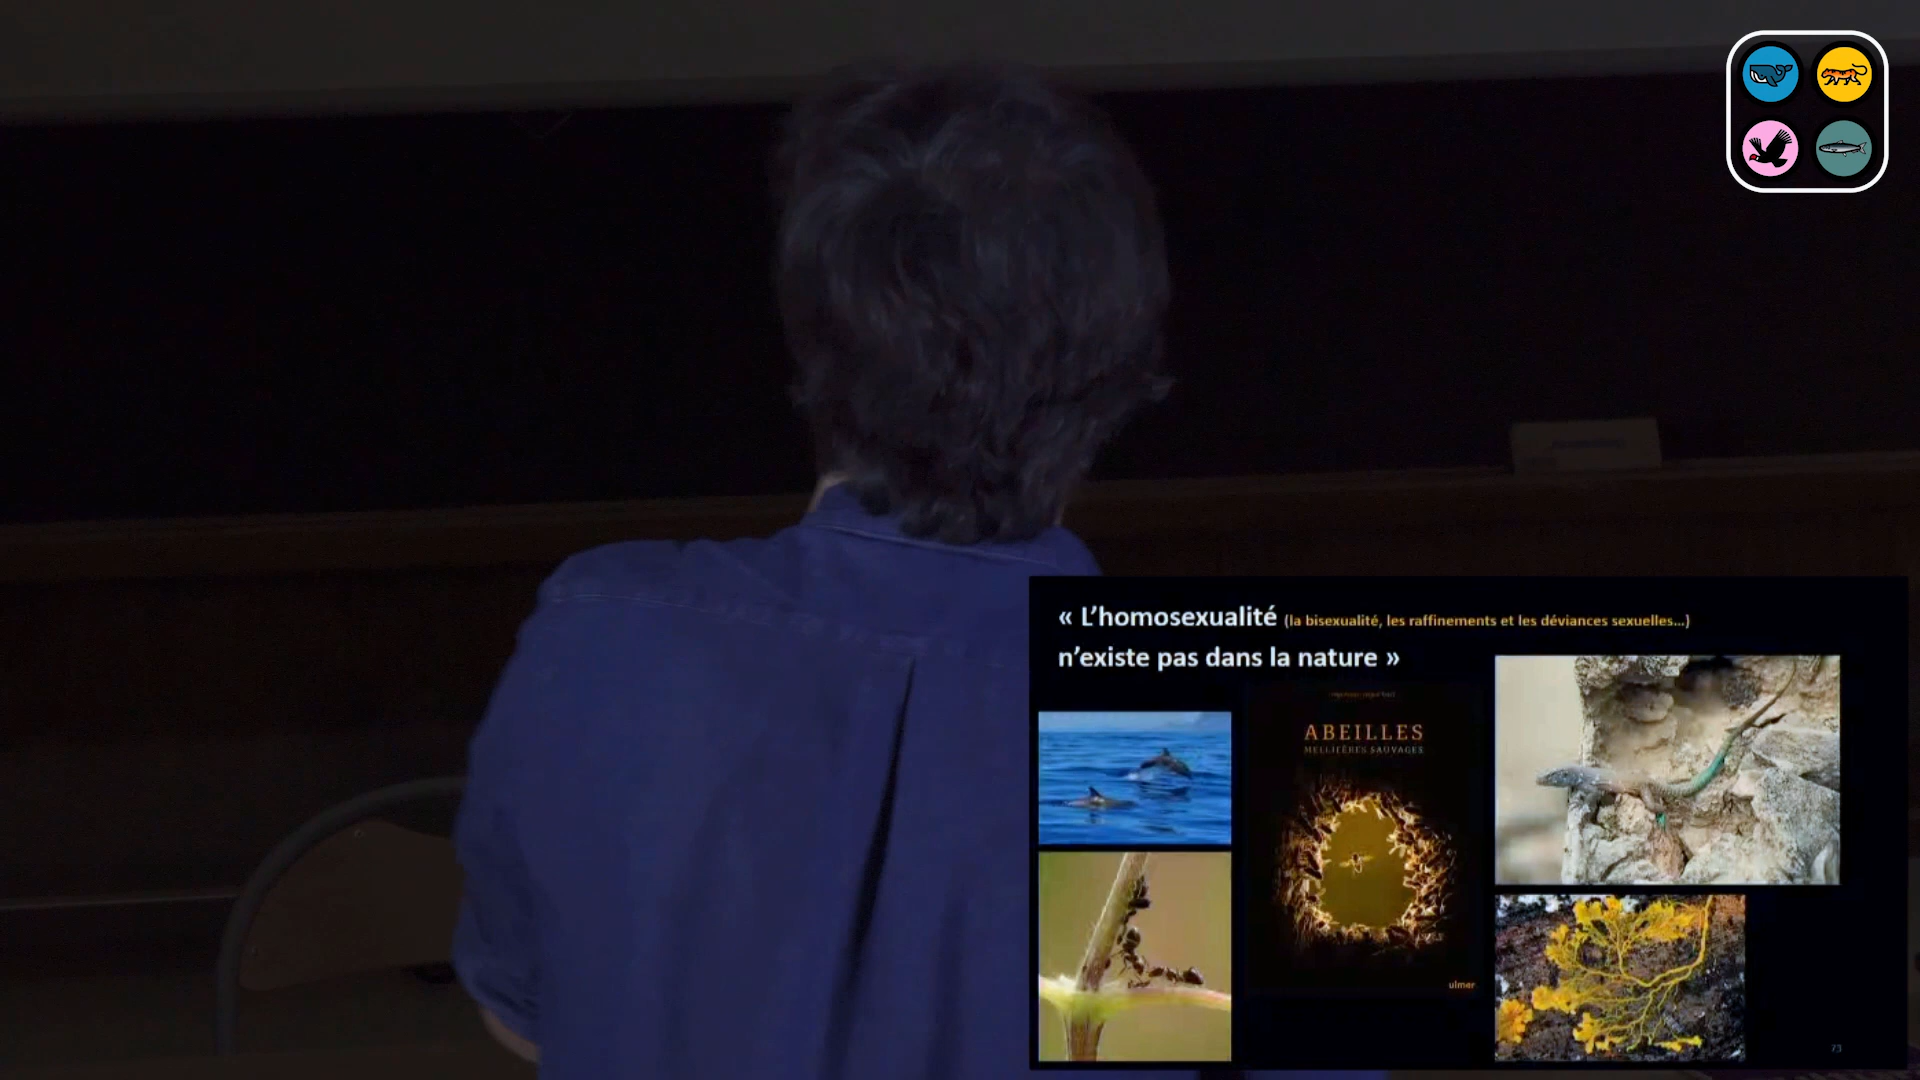 « L’homosexualité (la bisexualité, les raffinements et les déviances sexuelles...)
n’existe pas dans la nature »
ABEILLES
MELLIFÈRES SAUVAGES
ulmer
73